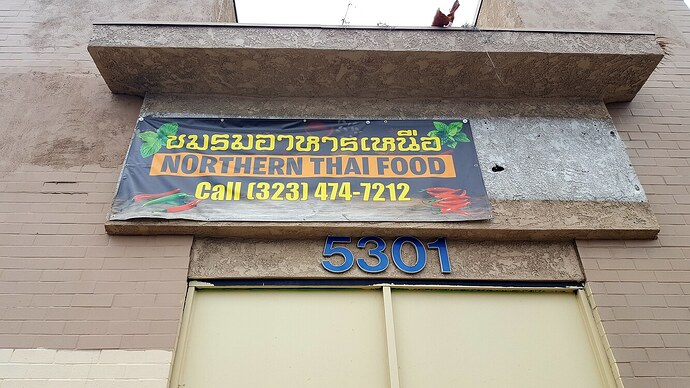 ชมรมอาหารเหนือ
NORTHERN THAI FOOD
Call (323) 474-7212
5301